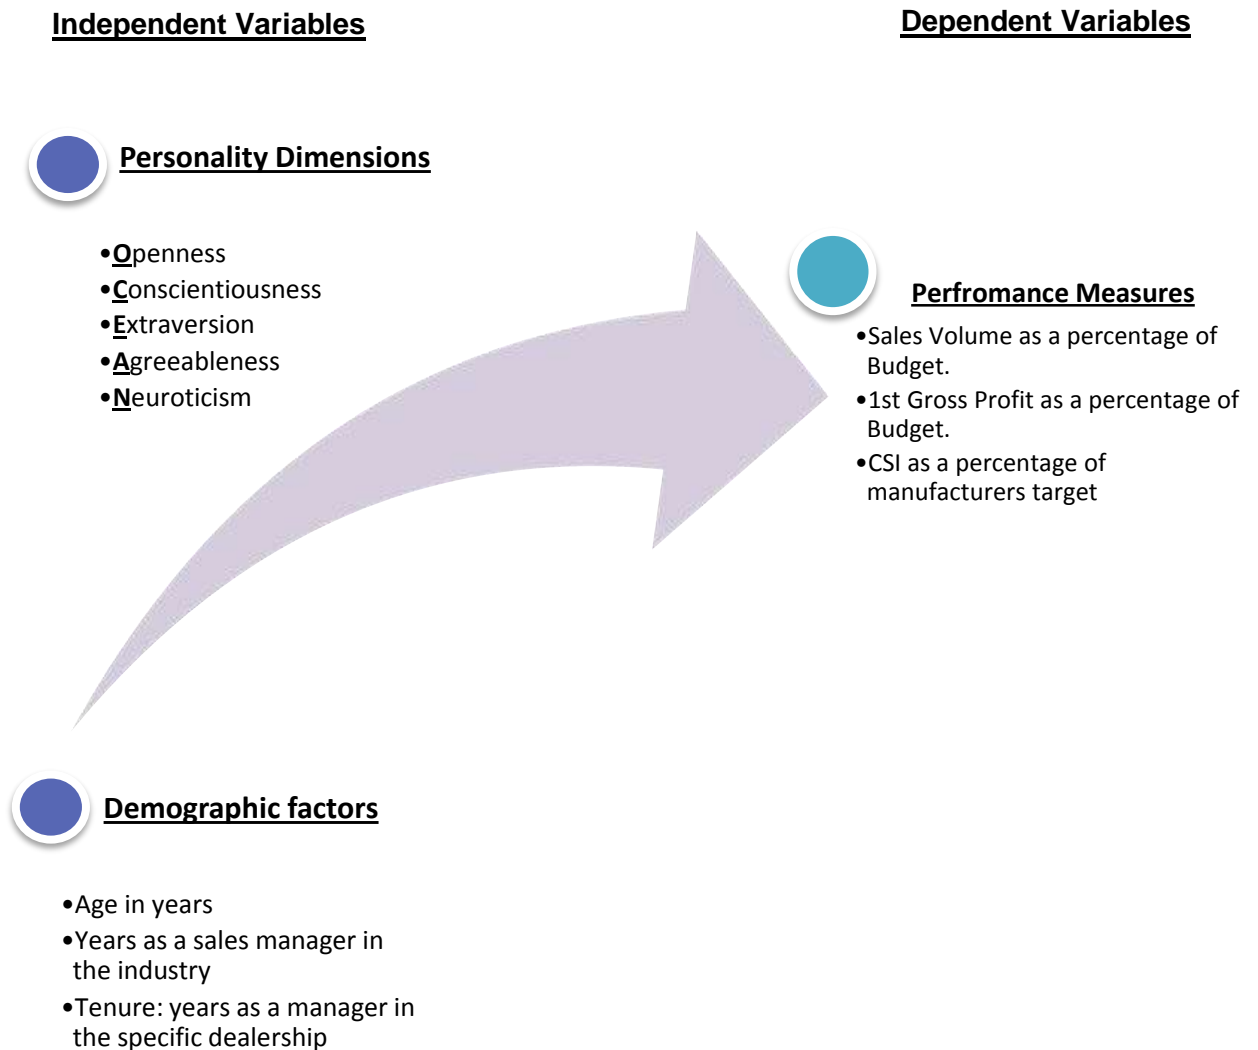 Independent Variables
Dependent Variables
Personality Dimensions
•Openness
•Conscientiousness
•Extraversion
•Agreeableness
•Neuroticism
Perfromance Measures
•Sales Volume as a percentage of
Budget.
•1st Gross Profit as a percentage of
Budget.
•CSI as a percentage of
manufacturers target
Demographic factors
•Age in years
•Years as a sales manager in
the industry
•Tenure: years as a manager in
the specific dealership